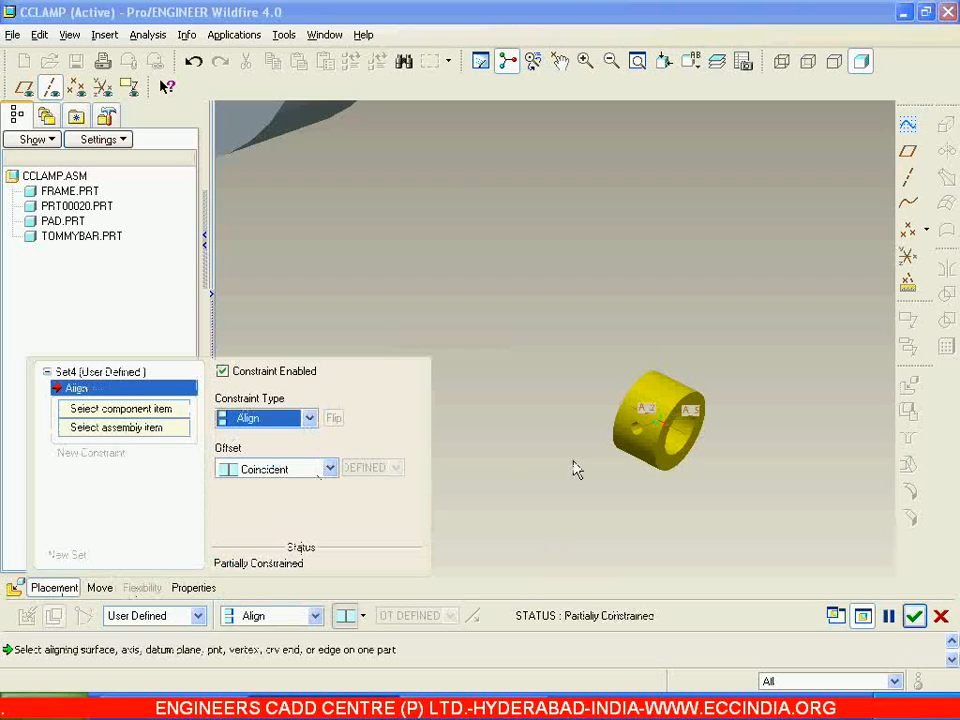 CCLAMP (Active) - Pro/ENGINEER Wildfire 4.0
File Edit View Insert Analysis Info Applications Tools Window Help
Show Settings
CCLAMP.ASM
FRAME.PRT
PRT00020.PRT
PAD.PRT
TOMMYBAR.PRT
A_2 A_5
Set4 (User Defined )
Align
Select component item
Select assembly item
New Constraint
New Set
Constraint Enabled
Constraint Type
Align Flip
Offset
Coincident
Status
Partially Constrained
Placement Move Flexibility Properties
User Defined Align OT DEFINED STATUS : Partially Constrained
Select aligning surface, axis, datum plane, pnt, vertex, crv end, or edge on one part
All
ENGINEERS CADD CENTRE (P) LTD.-HYDERABAD-INDIA-WWW.ECCINDIA.ORG